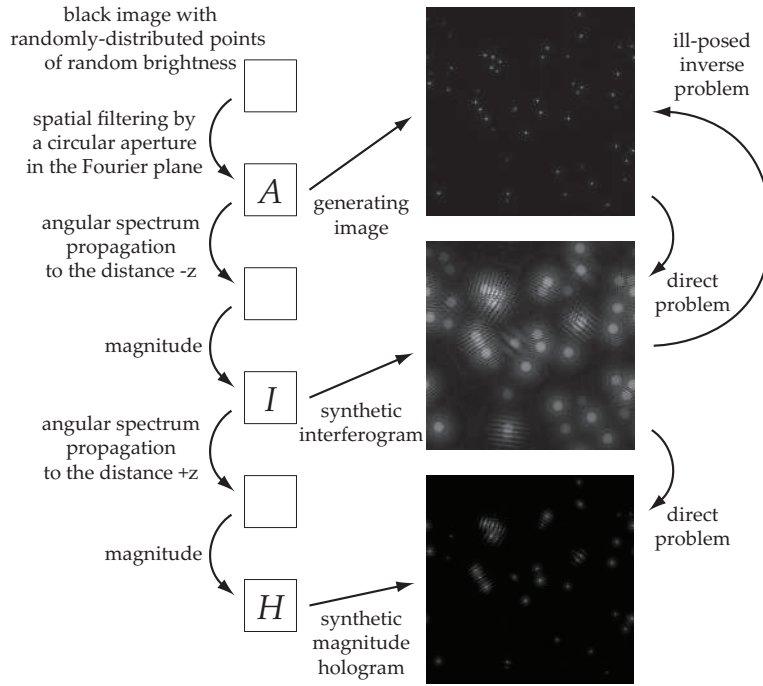 black image with
randomly-distributed points
of random brightness
spatial filtering by
a circular aperture
in the Fourier plane
A
generating
image
angular spectrum
propagation
to the distance -z
magnitude
I
synthetic
interferogram
angular spectrum
propagation
to the distance +z
magnitude
H
synthetic
magnitude
hologram
ill-posed
inverse
problem
direct
problem
direct
problem